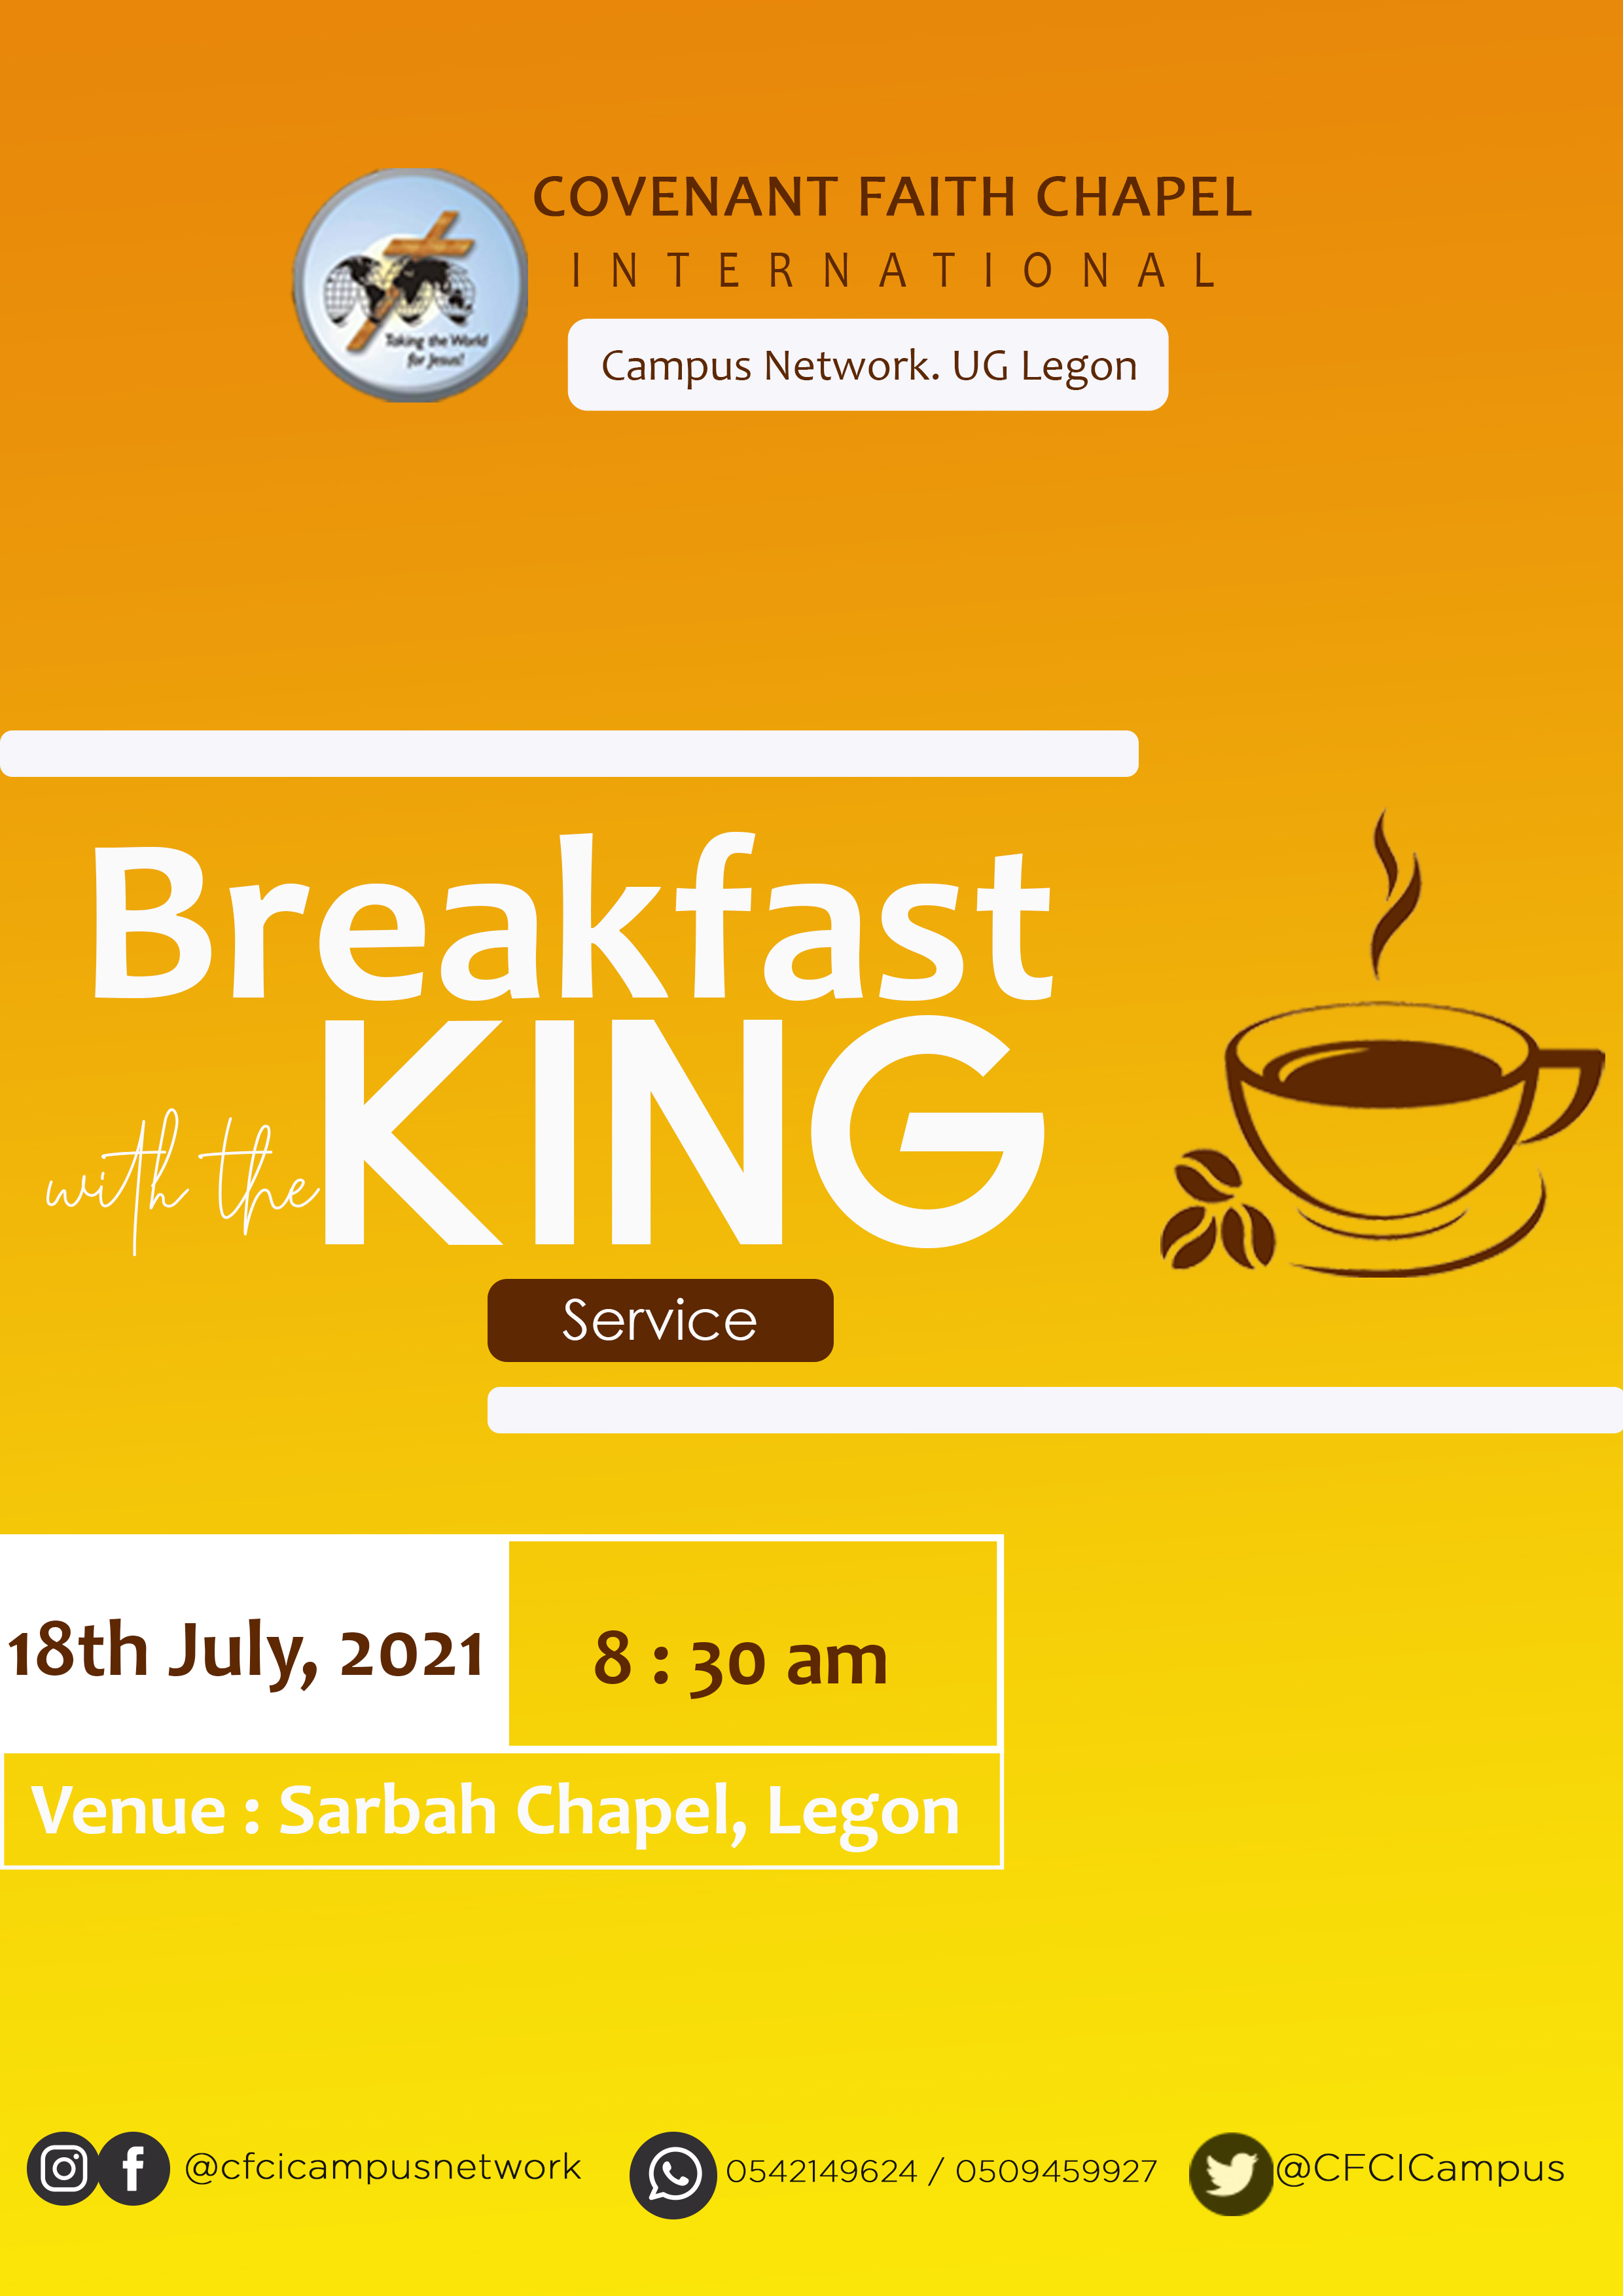 COVENANT FAITH CHAPEL
INTERNATIONAL
Taking the World
for Jesus!
Campus Network. UG Legon
Breakfast
with the KING
Service
18th July, 2021
8 : 30 am
Venue : Sarbah Chapel, Legon
@cfcicampusnetwork
0542149624 / 0509459927
@CFCICampus